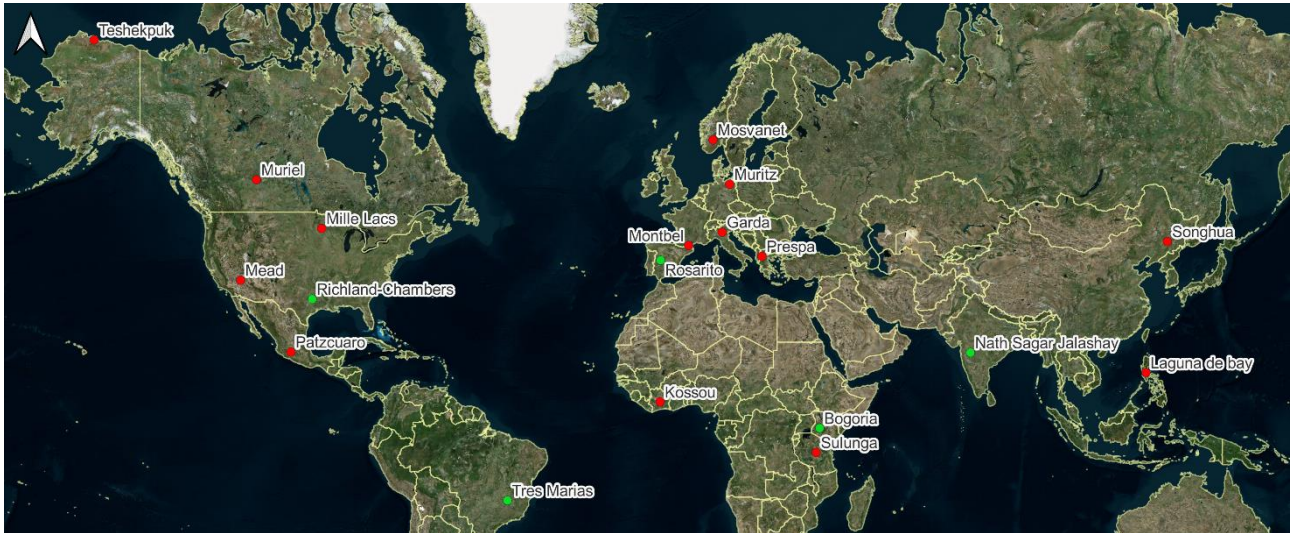 Teshekpuk
Mosvanet
Muriel
Muritz
Mille Lacs
Garda
Montbel
Songhua
Prespa
Rosarito
Mead
Richland-Chambers
Patzcuaro
Nath Sagar Jalashay
Laguna de bay
Kossou
Bogoria
Sulunga
Tres Marias